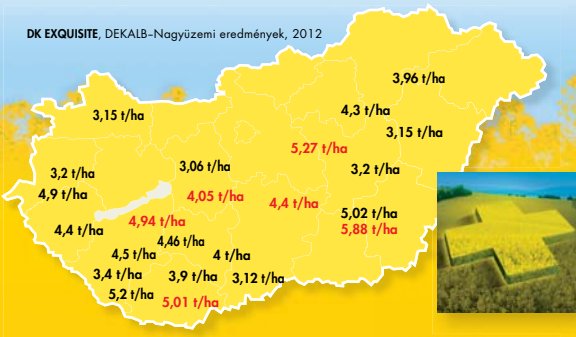 DK EXQUISITE, DEKALB–Nagyüzemi eredmények, 2012
3,96 t/ha
4,3 t/ha
3,15 t/ha
3,15 t/ha
5,27 t/ha
3,06 t/ha
3,2 t/ha
3,2 t/ha
4,9 t/ha
4,05 t/ha
4,4 t/ha
4,94 t/ha
5,02 t/ha
4,4 t/ha
5,88 t/ha
4,46 t/ha
4,5 t/ha
4 t/ha
3,4 t/ha
3,9 t/ha
3,12 t/ha
5,2 t/ha
5,01 t/ha